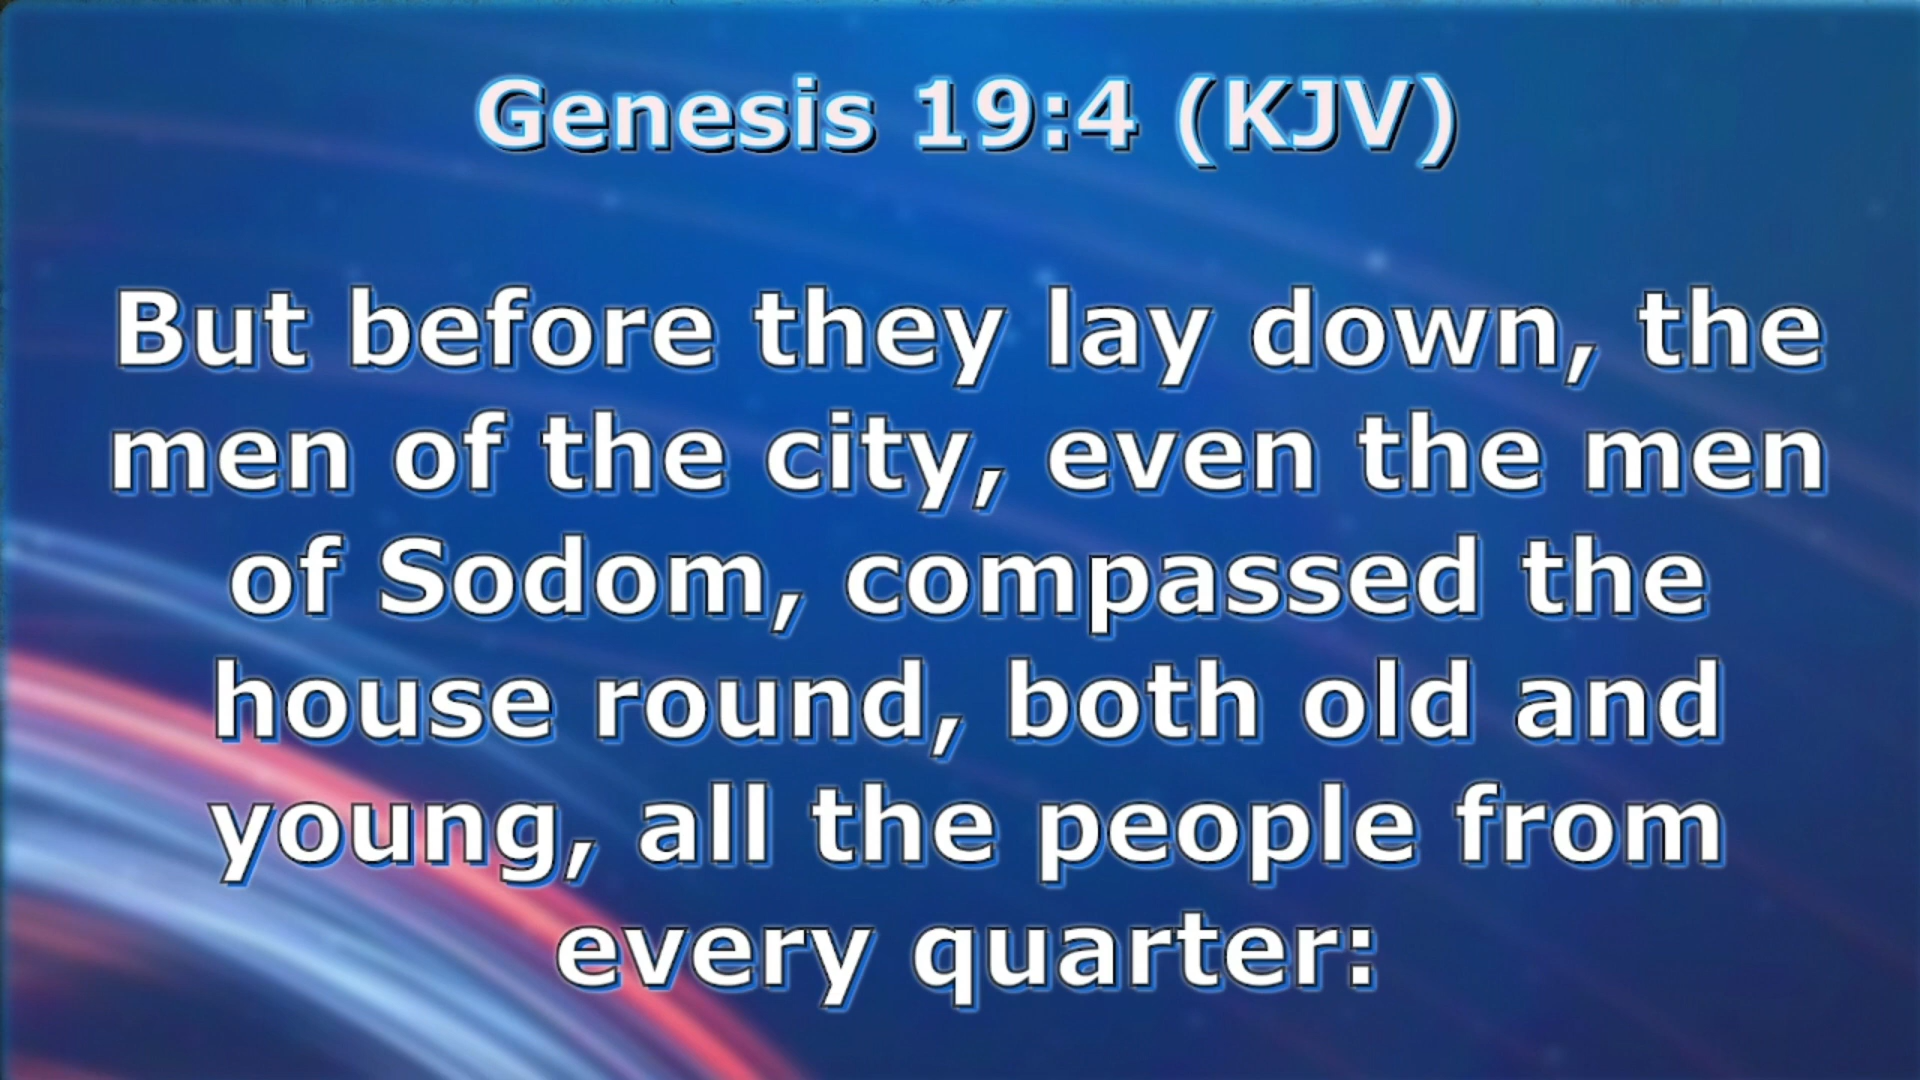 Genesis 19:4 (KJV)
But before they lay down, the
men of the city, even the men
of Sodom, compassed the
house round, both old and
young, all the people from
every quarter: